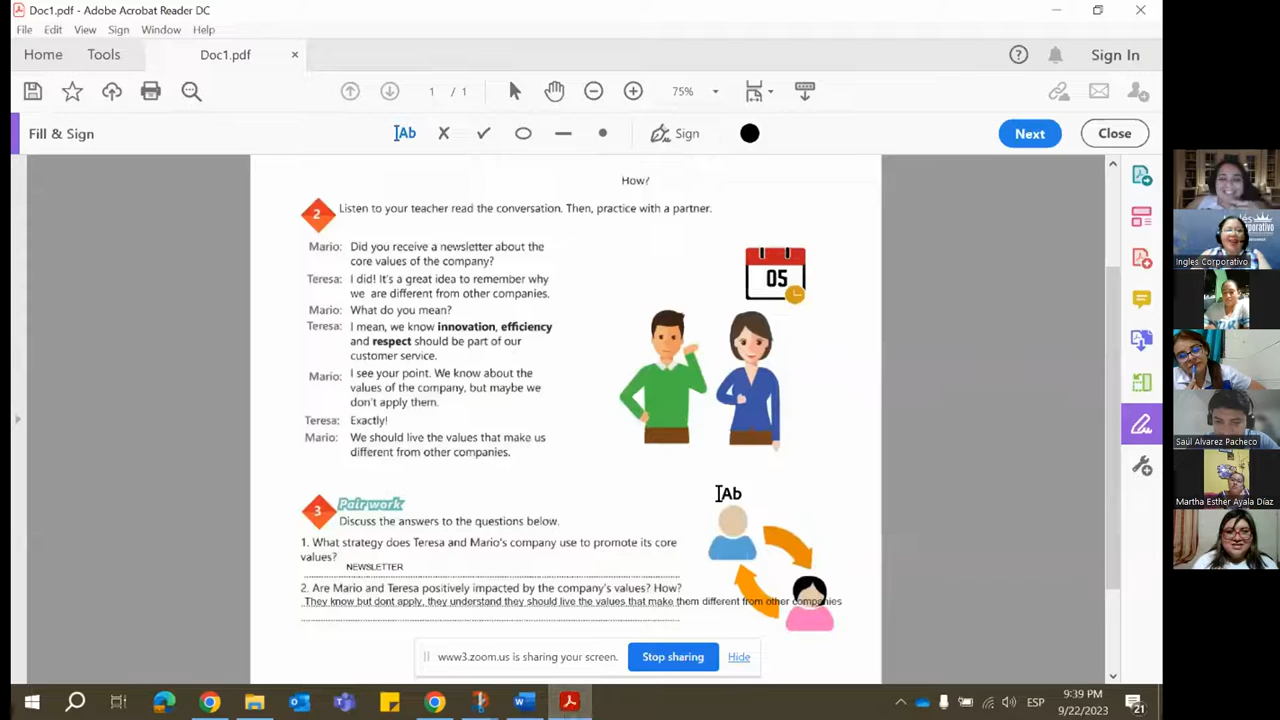 Doc1.pdf - Adobe Acrobat Reader DC
File Edit View Sign Window Help
Home Tools Doc1.pdf × Sign In
1 / 1 75%
Fill & Sign Ab Sign Next Close
How?
2 Listen to your teacher read the conversation. Then, practice with a partner.
Mario: Did you receive a newsletter about the
core values of the company?
Teresa: I did! It's a great idea to remember why
we are different from other companies.
Mario: What do you mean?
Teresa: I mean, we know innovation, efficiency
and respect should be part of our
customer service.
Mario: I see your point. We know about the
values of the company, but maybe we
don't apply them.
Teresa: Exactly!
Mario: We should live the values that make us
different from other companies.
05
Ab
3 Pair work
Discuss the answers to the questions below.
1. What strategy does Teresa and Mario's company use to promote its core
values?
NEWSLETTER
2. Are Mario and Teresa positively impacted by the company's values? How?
They know but dont apply, they understand they should live the values that make them different from other companies
www3.zoom.us is sharing your screen. Stop sharing Hide
Inglés
Corporativo
Ingles Corporativo
Saul Alvarez Pacheco
Martha Esther Ayala Díaz
ESP
9:39 PM
9/22/2023
21